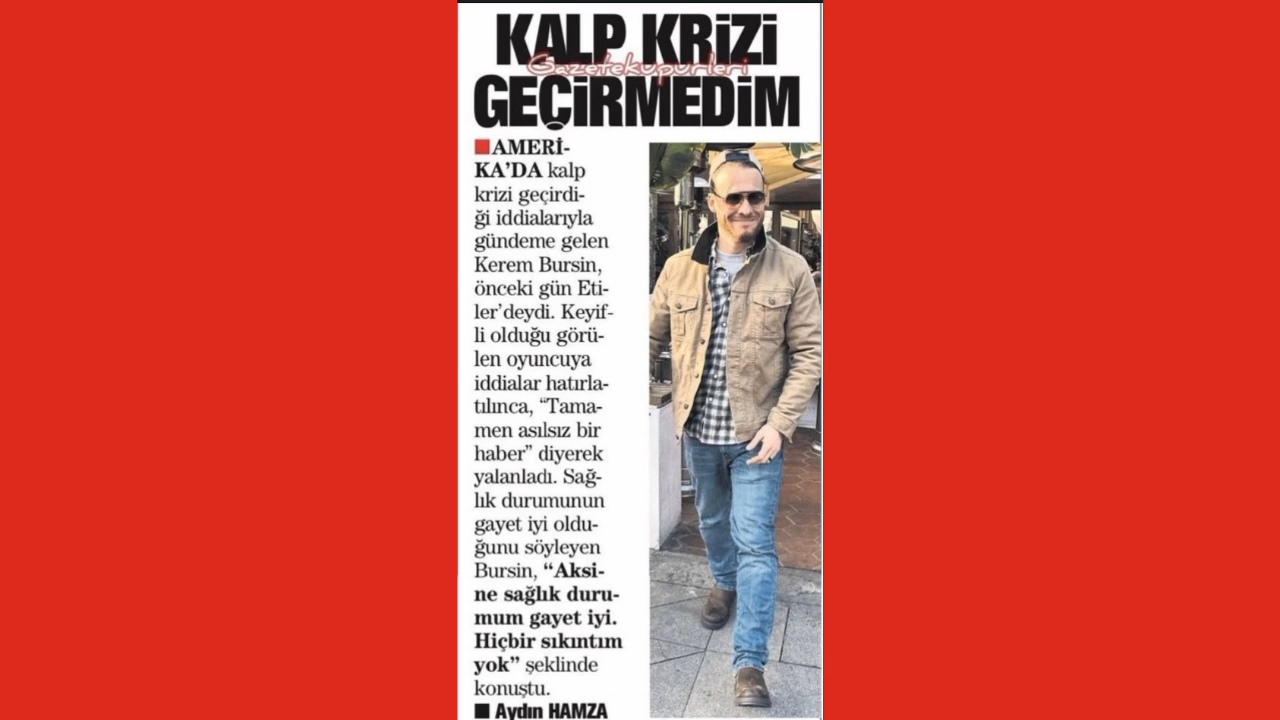 KALP KRİZİ
Gazetekupurleri
GEÇİRMEDİM
AMERİ-
KA’DA kalp
krizi geçirdi-
ği iddialarıyla
gündeme gelen
Kerem Bursin,
önceki gün Eti-
ler’deydi. Keyif-
li olduğu görü-
len oyuncuya
iddialar hatırla-
tılınca, “Tama-
men asılsız bir
haber” diyerek
yalanladı. Sağ-
lık durumunun
gayet iyi oldu-
ğunu söyleyen
Bursin, “Aksi-
ne sağlık duru-
mum gayet iyi.
Hiçbir sıkıntım
yok” şeklinde
konuştu.
Aydın HAMZA